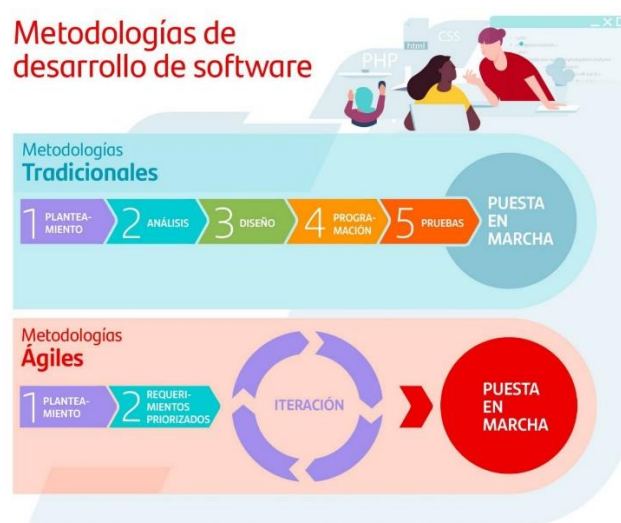 Metodologías de
desarrollo de software
html
CSS
PHP
Metodologías
Tradicionales
1 PLANTEA-
MIENTO
2 ANÁLISIS
3 DISEÑO
4 PROGRA-
MACIÓN
5 PRUEBAS
PUESTA
EN
MARCHA
Metodologías
Ágiles
1 PLANTEA-
MIENTO
2 REQUERI-
MIENTOS
PRIORIZADOS
ITERACIÓN
PUESTA
EN
MARCHA